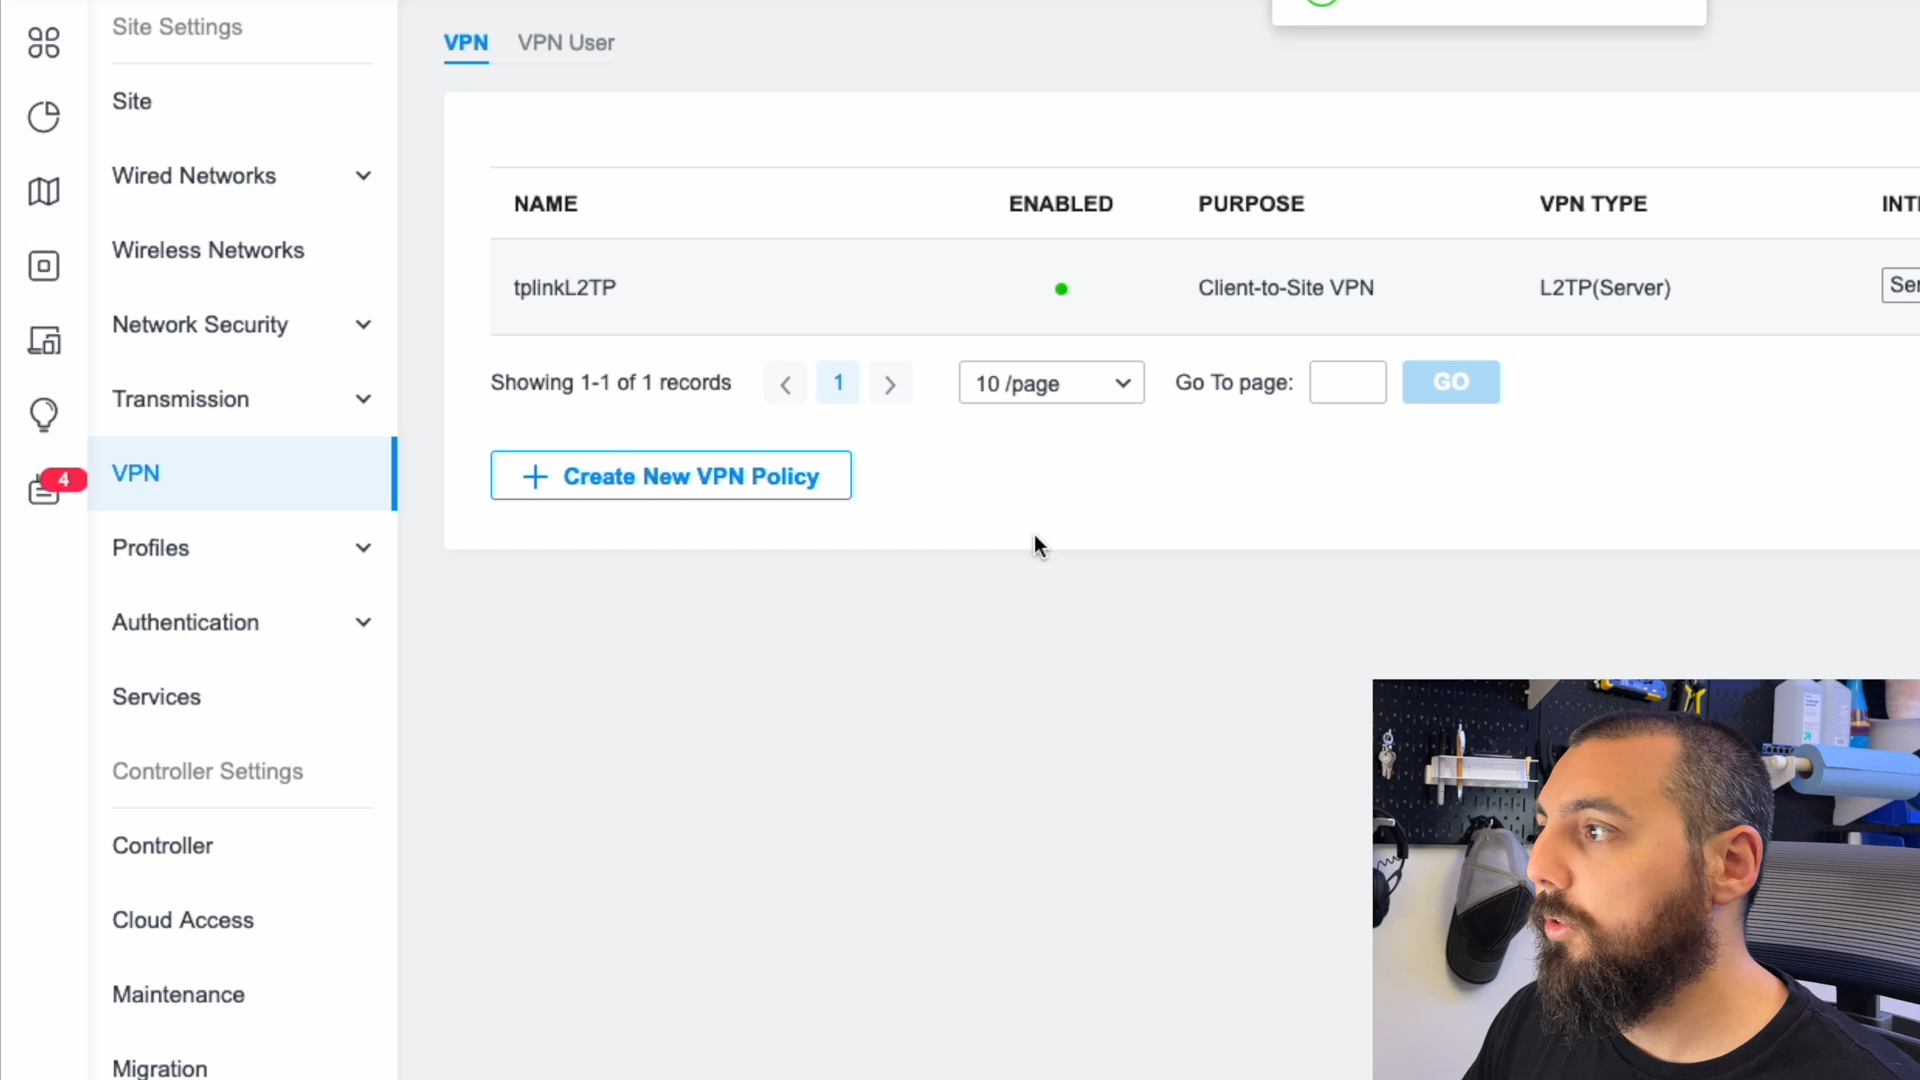 Site Settings
Site
Wired Networks
Wireless Networks
Network Security
Transmission
VPN
4
Profiles
Authentication
Services
Controller Settings
Controller
Cloud Access
Maintenance
Migration
VPN
VPN User
NAME ENABLED PURPOSE VPN TYPE
tplinkL2TP Client-to-Site VPN L2TP(Server)
Showing 1-1 of 1 records 1 10 /page Go To page: GO
+ Create New VPN Policy